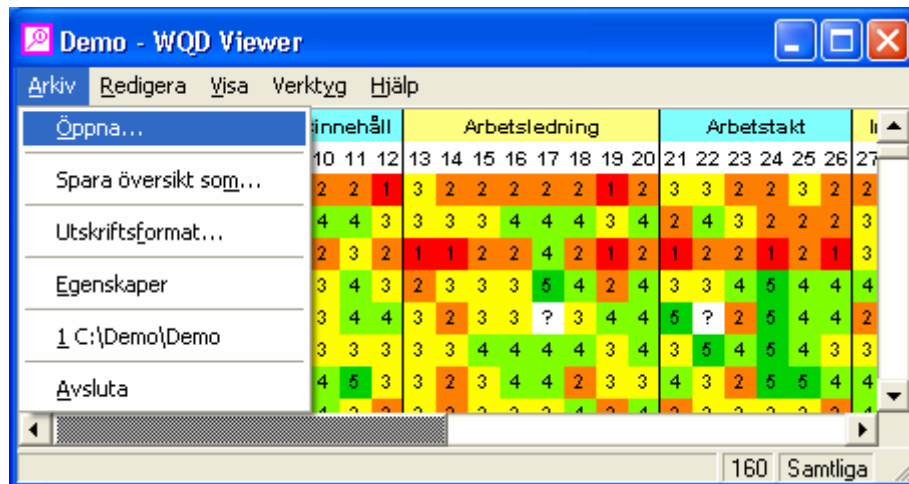 Demo - WQD Viewer
Arkiv Redigera Visa Verktyg Hjälp
Öppna...
Spara översikt som...
Utskriftsformat...
Egenskaper
1 C:\Demo\Demo
Avsluta
innehåll Arbetsledning Arbetstakt
10 11 12 13 14 15 16 17 18 19 20 21 22 23 24 25 26 27
2 2 1 3 2 2 2 2 2 1 2 3 3 2 2 3 2 2
4 4 3 3 3 3 4 4 4 3 4 2 4 3 2 2 2 3
2 3 2 1 1 2 2 4 2 1 2 1 2 2 1 2 1 3
3 4 3 2 3 3 3 5 4 2 4 3 3 4 5 4 4 4
3 4 4 3 2 3 3 ? 3 4 4 5 ? 2 5 4 4 2
3 3 3 3 3 4 4 4 4 3 4 3 5 4 5 4 3 3
4 5 3 3 2 3 4 4 2 3 3 4 3 2 5 5 4 4
160 Samtliga